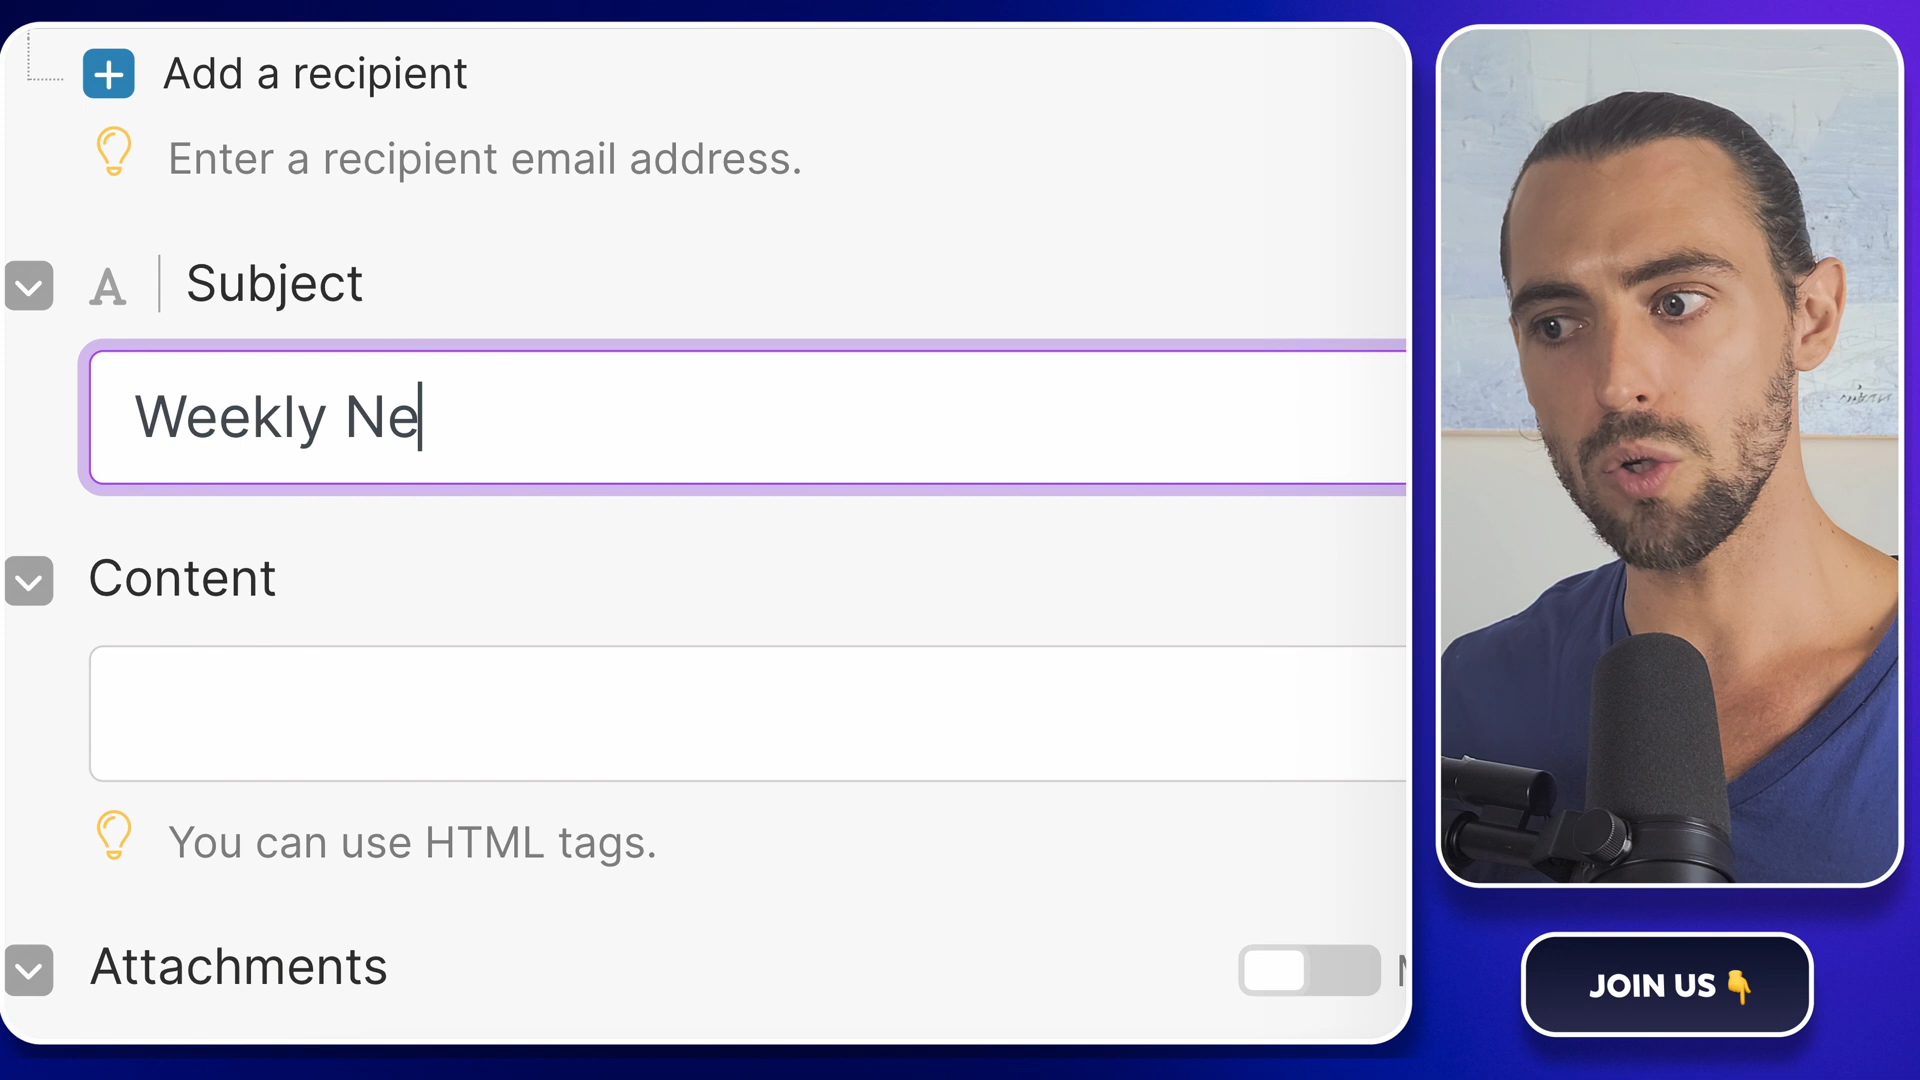 Add a recipient
Enter a recipient email address.
A Subject
Weekly Ne
Content
You can use HTML tags.
Attachments
JOIN US 👇